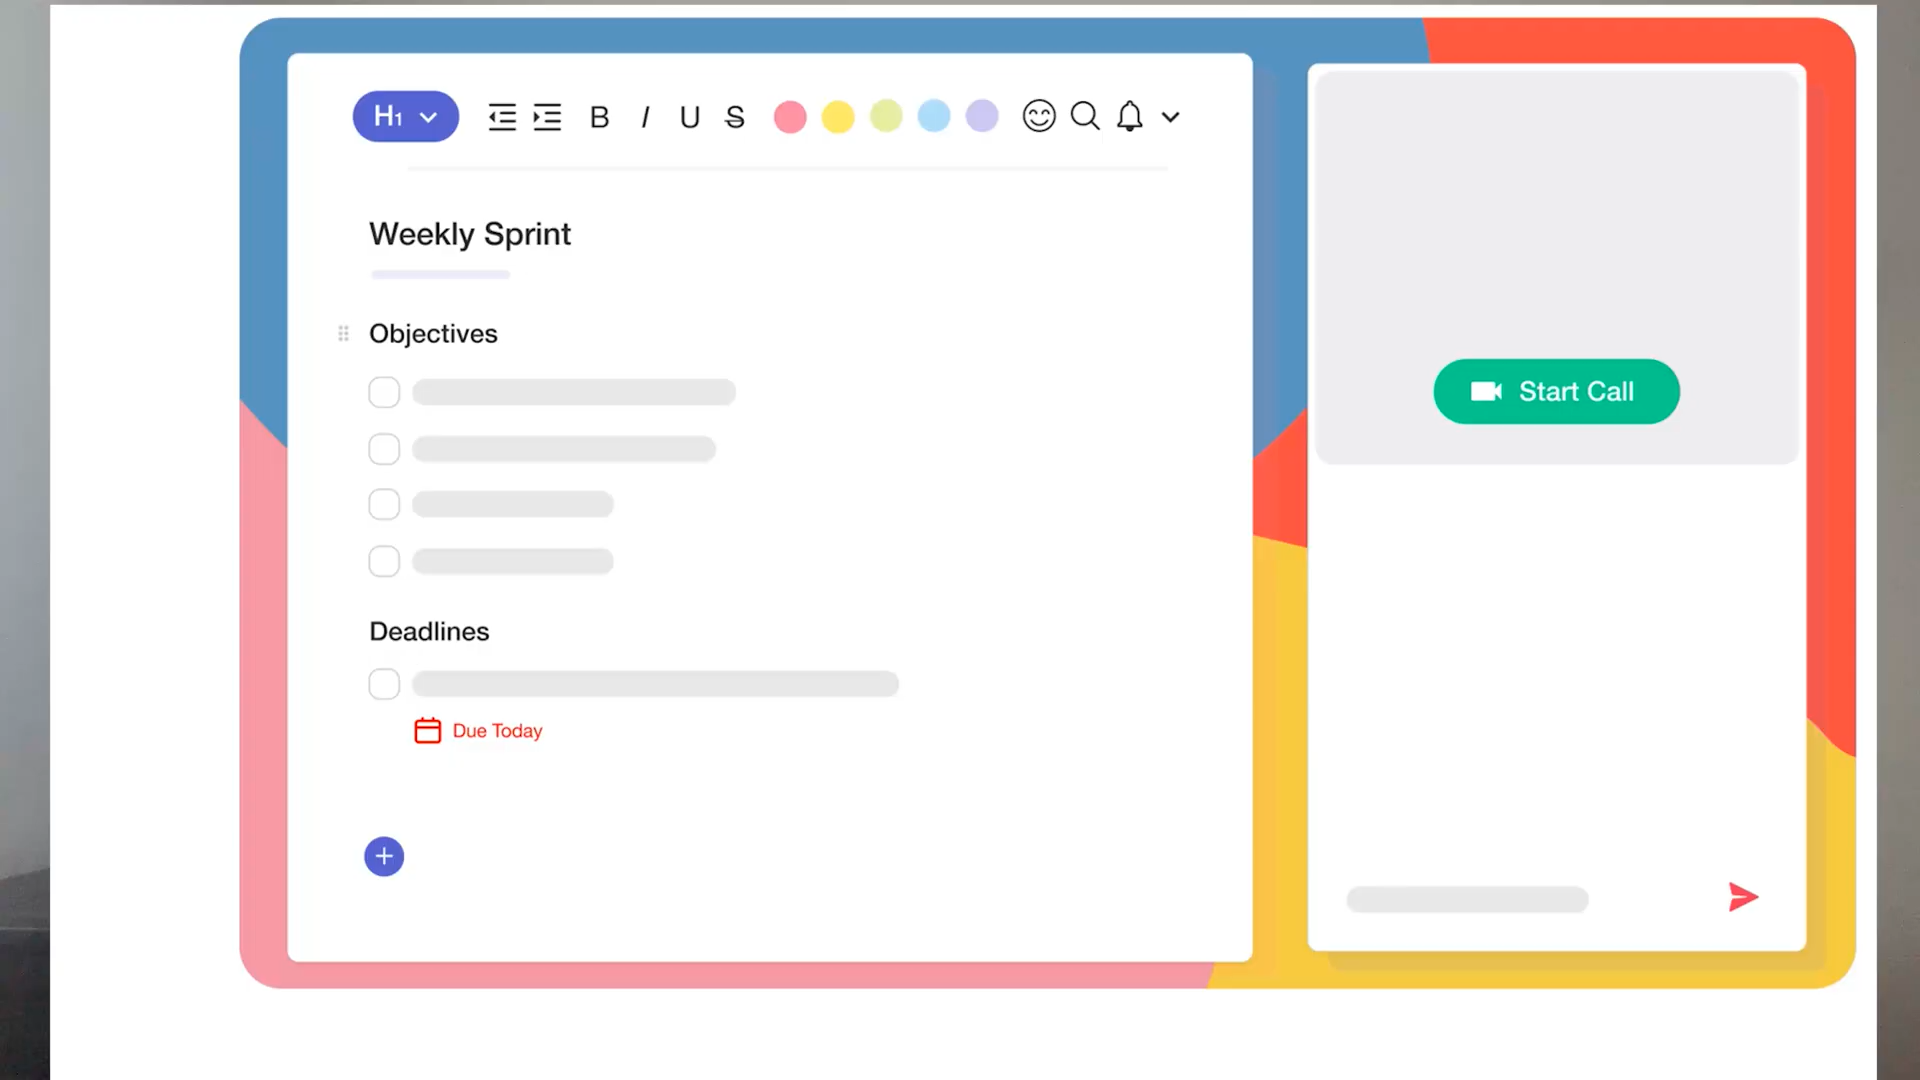 H1 B I U S
Weekly Sprint
Objectives
Deadlines
Due Today
Start Call